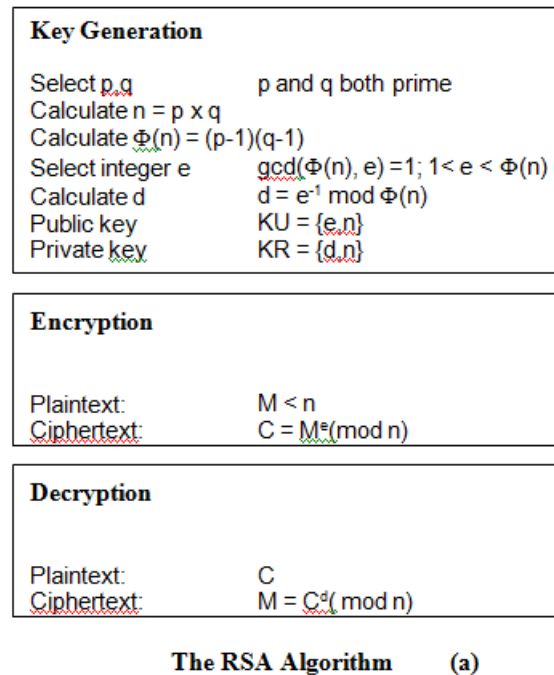 Key Generation
Select p,q p and q both prime
Calculate n = p x q
Calculate Φ(n) = (p-1)(q-1)
Select integer e gcd(Φ(n), e) =1; 1< e < Φ(n)
Calculate d d = e⁻¹ mod Φ(n)
Public key KU = {e,n}
Private key KR = {d,n}
Encryption
Plaintext: M < n
Ciphertext: C = Mᵉ(mod n)
Decryption
Plaintext: C
Ciphertext: M = Cᵈ( mod n)
The RSA Algorithm (a)